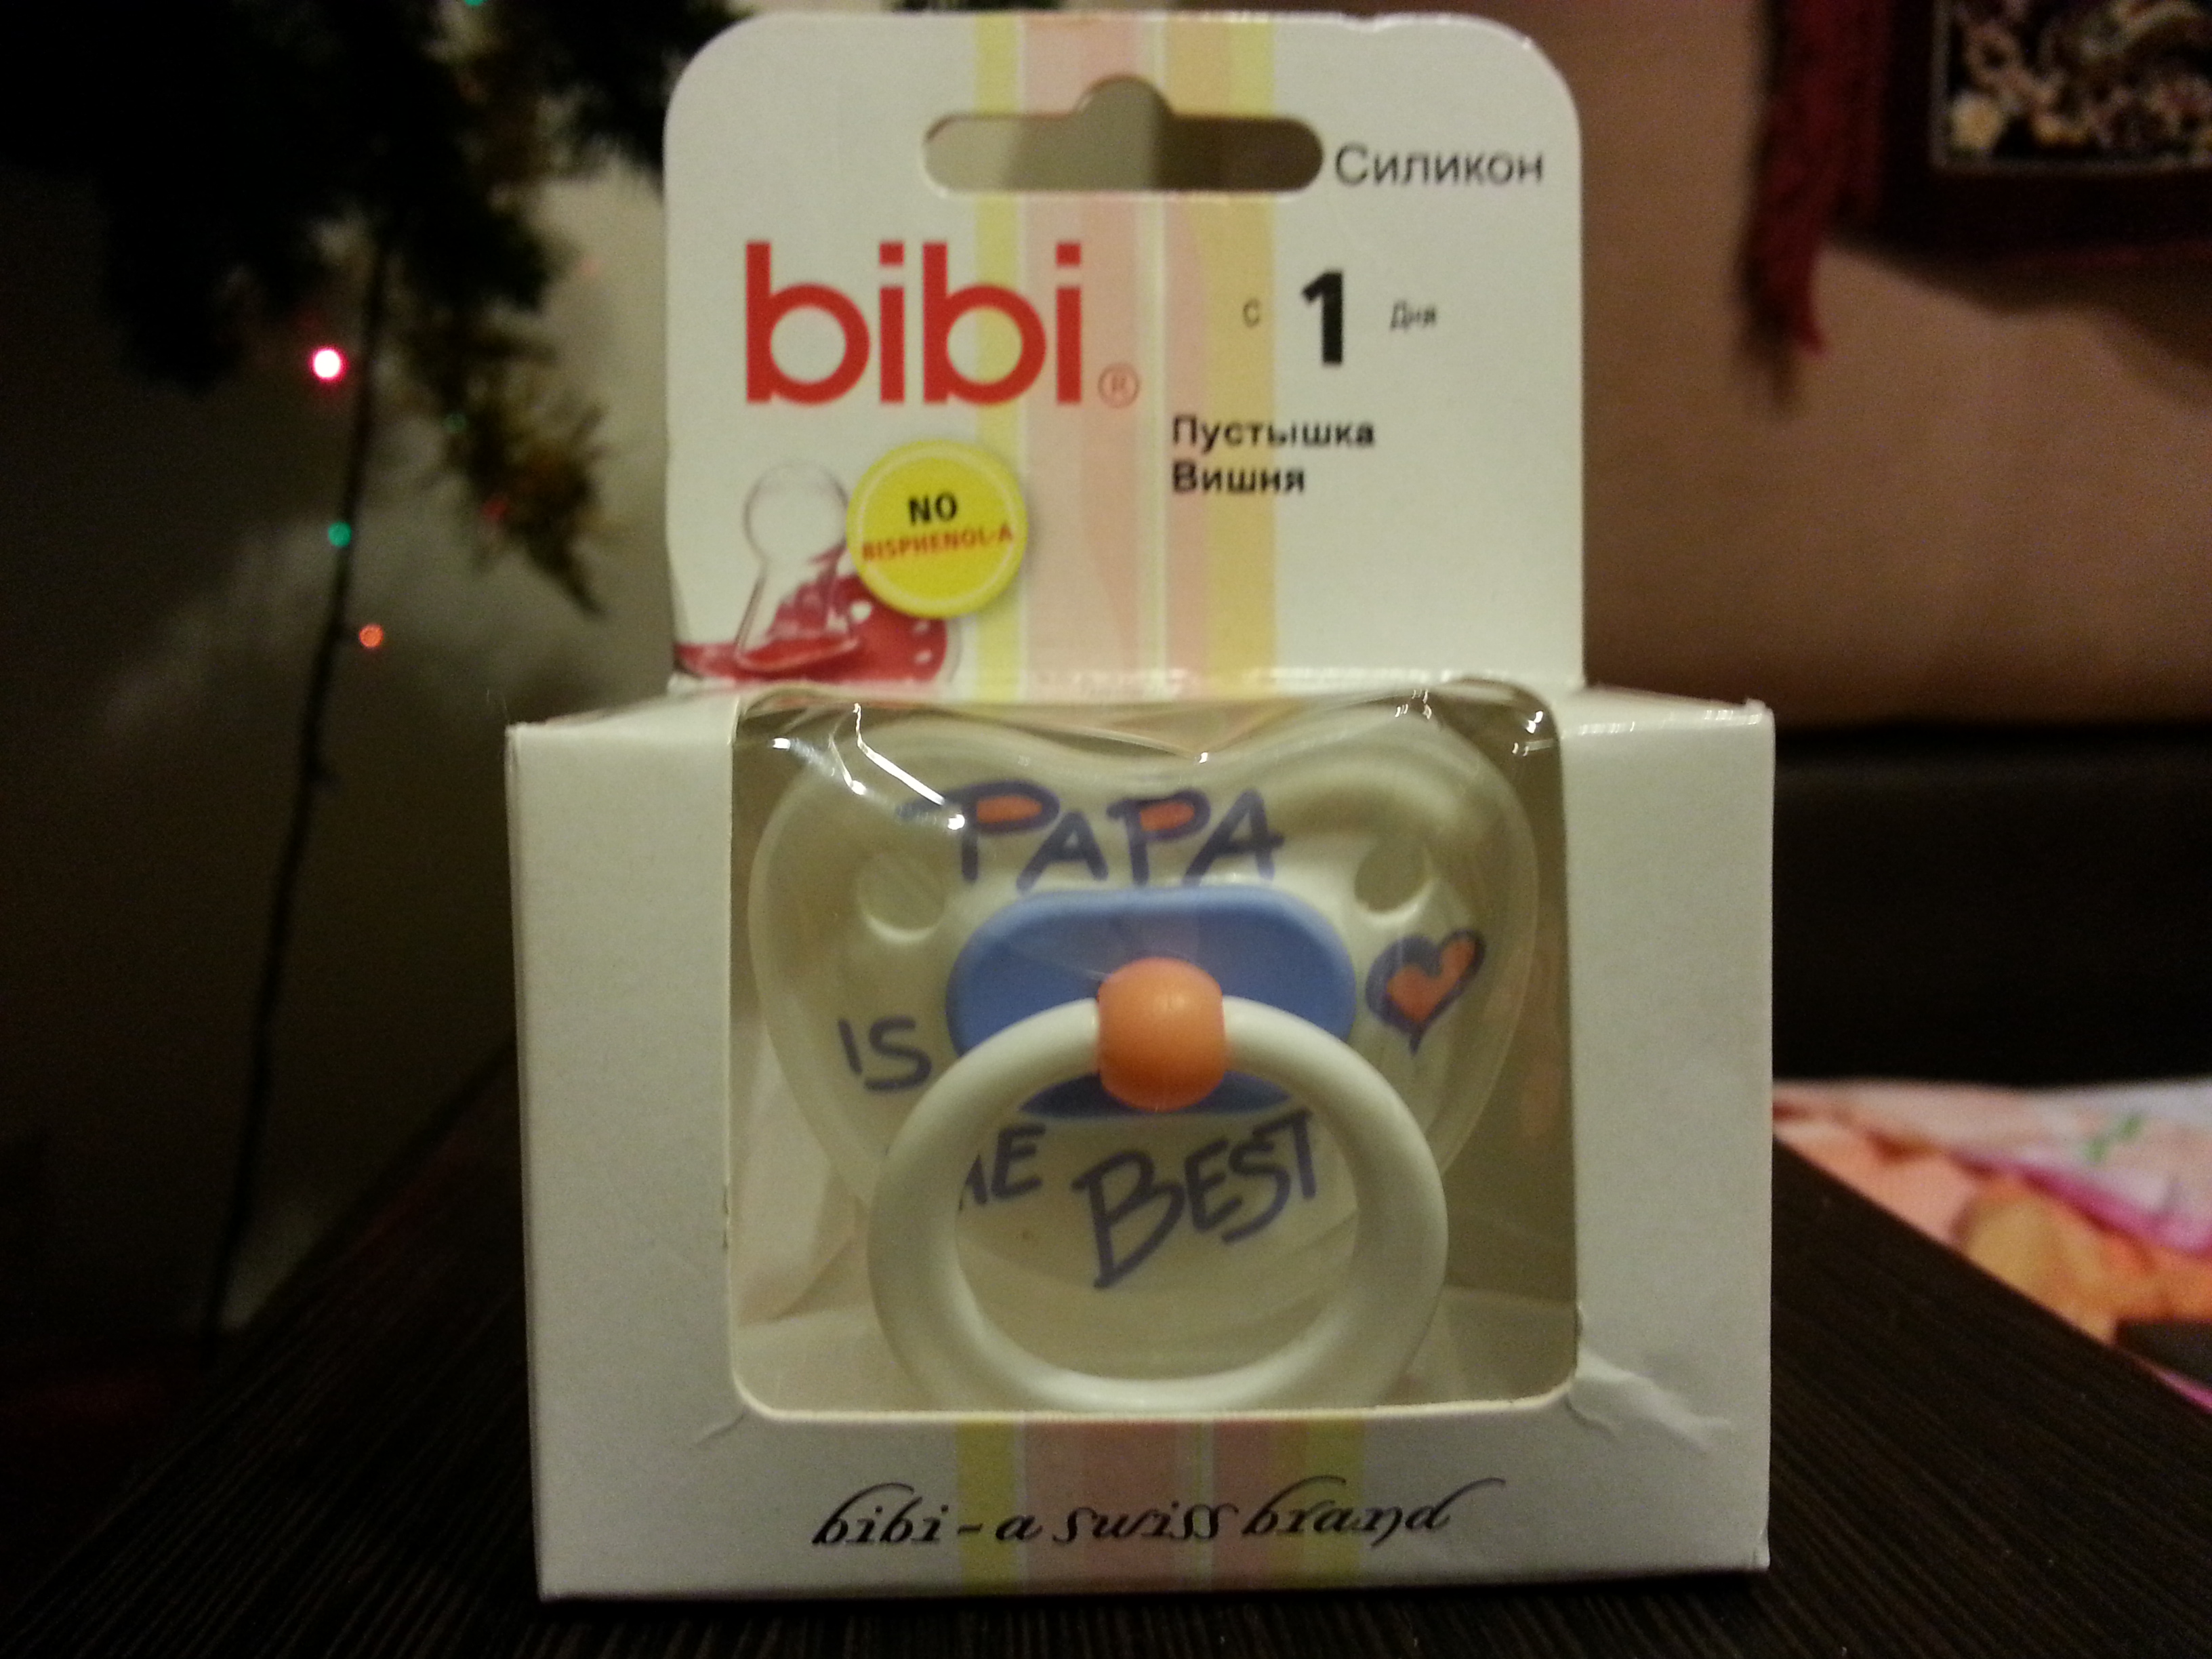 Силикон
bibi®
с 1 Дня
Пустышка
Вишня
NO
BISPHENOL-A
PAPA
IS
BEST
bibi - a swiss brand